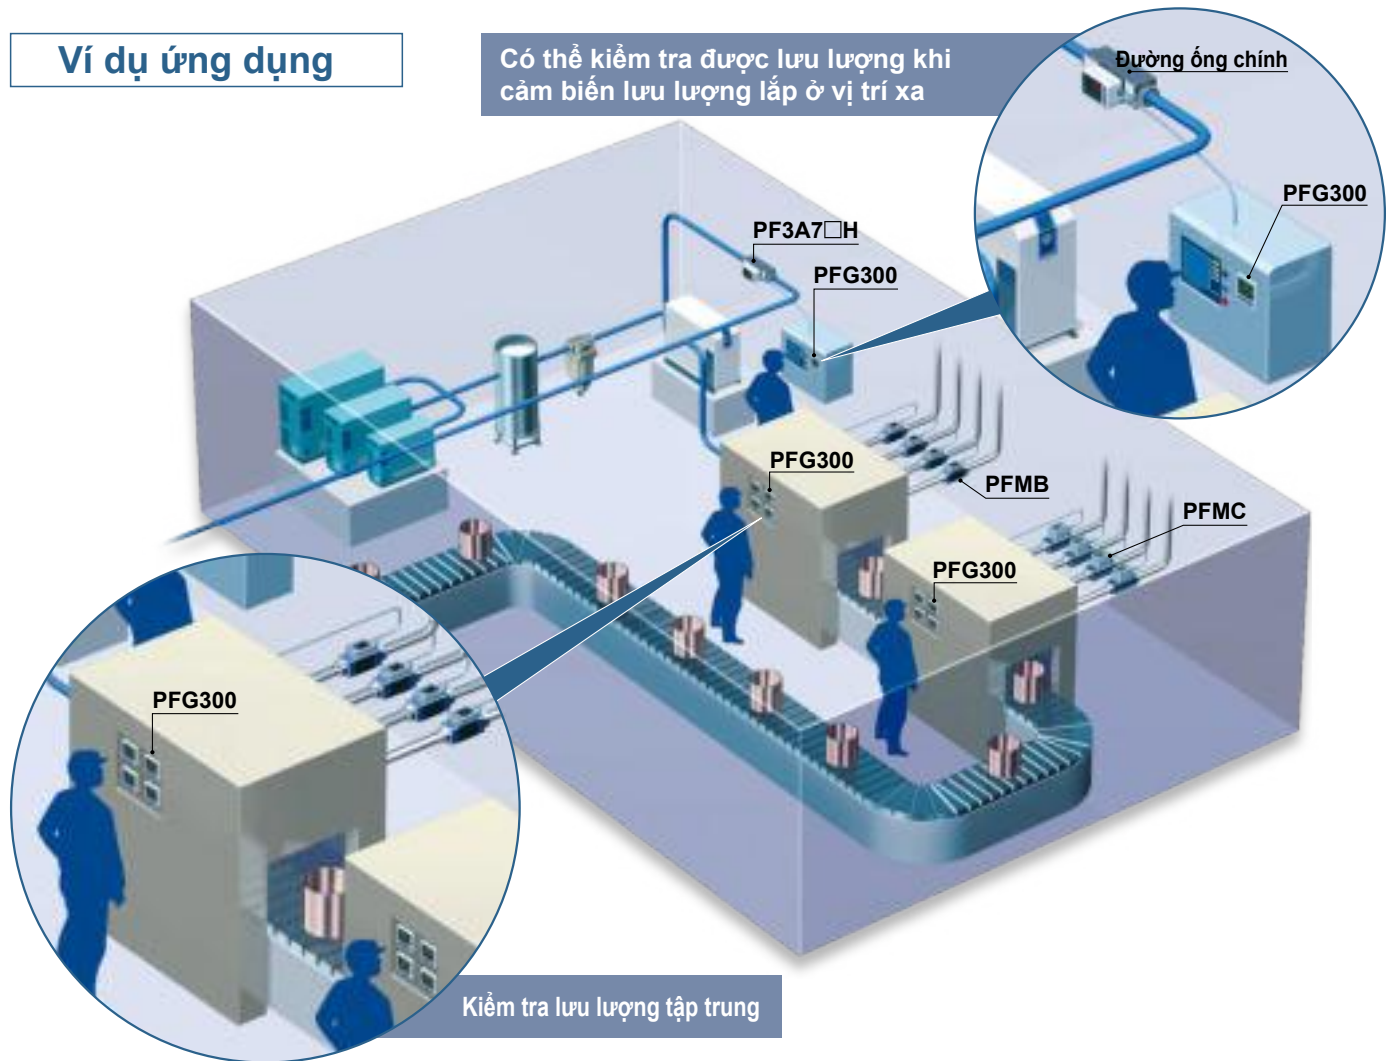 Ví dụ ứng dụng
Có thể kiểm tra được lưu lượng khi
cảm biến lưu lượng lắp ở vị trí xa
Đường ống chính
PFG300
PF3A7□H
PFG300
PFG300
PFMB
PFMC
PFG300
PFG300
Kiểm tra lưu lượng tập trung